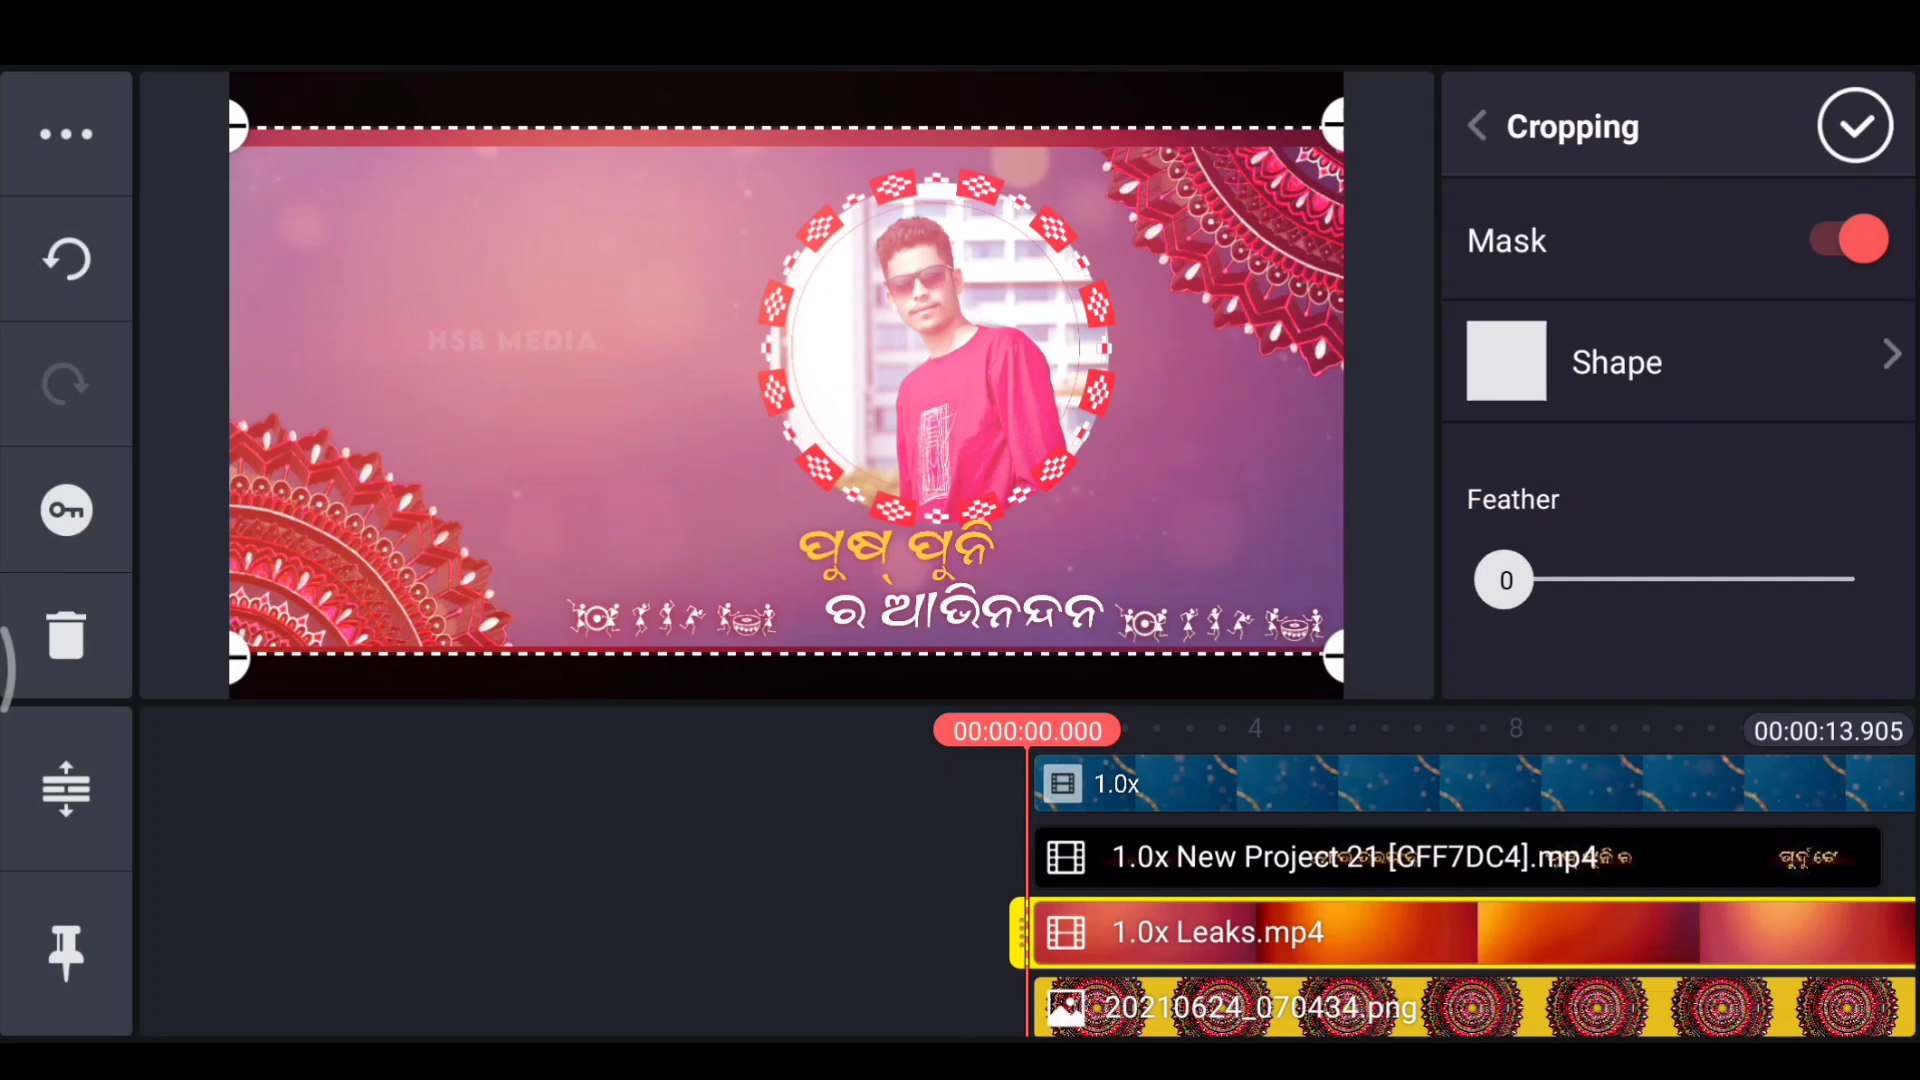 Cropping
Mask
Shape
Feather
0
HSB MEDIA
ପୁଷ୍ ପୁନି
ର ଅଭିନନ୍ଦନ
00:00:00.000
4
8
00:00:13.905
1.0x
1.0x New Project 21 [CFF7DC4].mp4
1.0x Leaks.mp4
20210624_070434.png